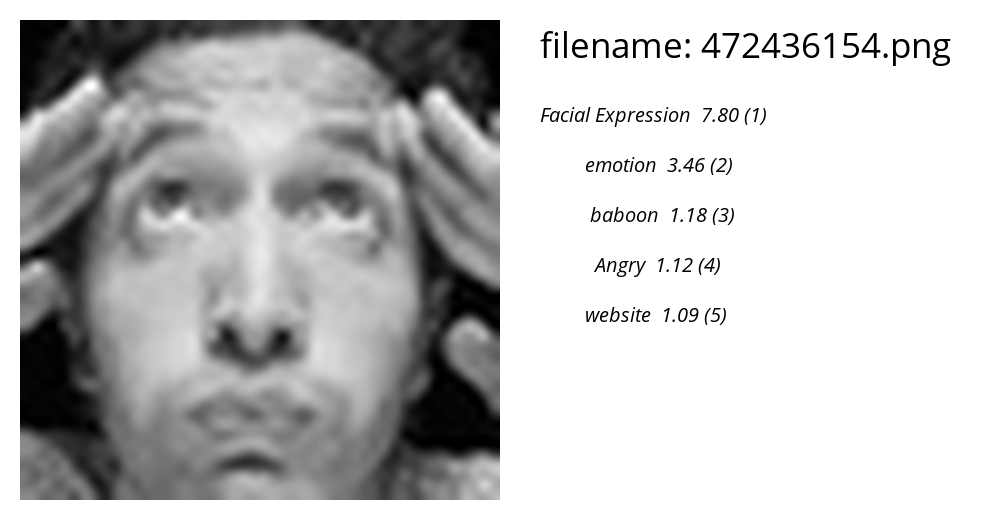 filename: 472436154.png
Facial Expression 7.80 (1)
emotion 3.46 (2)
baboon 1.18 (3)
Angry 1.12 (4)
website 1.09 (5)